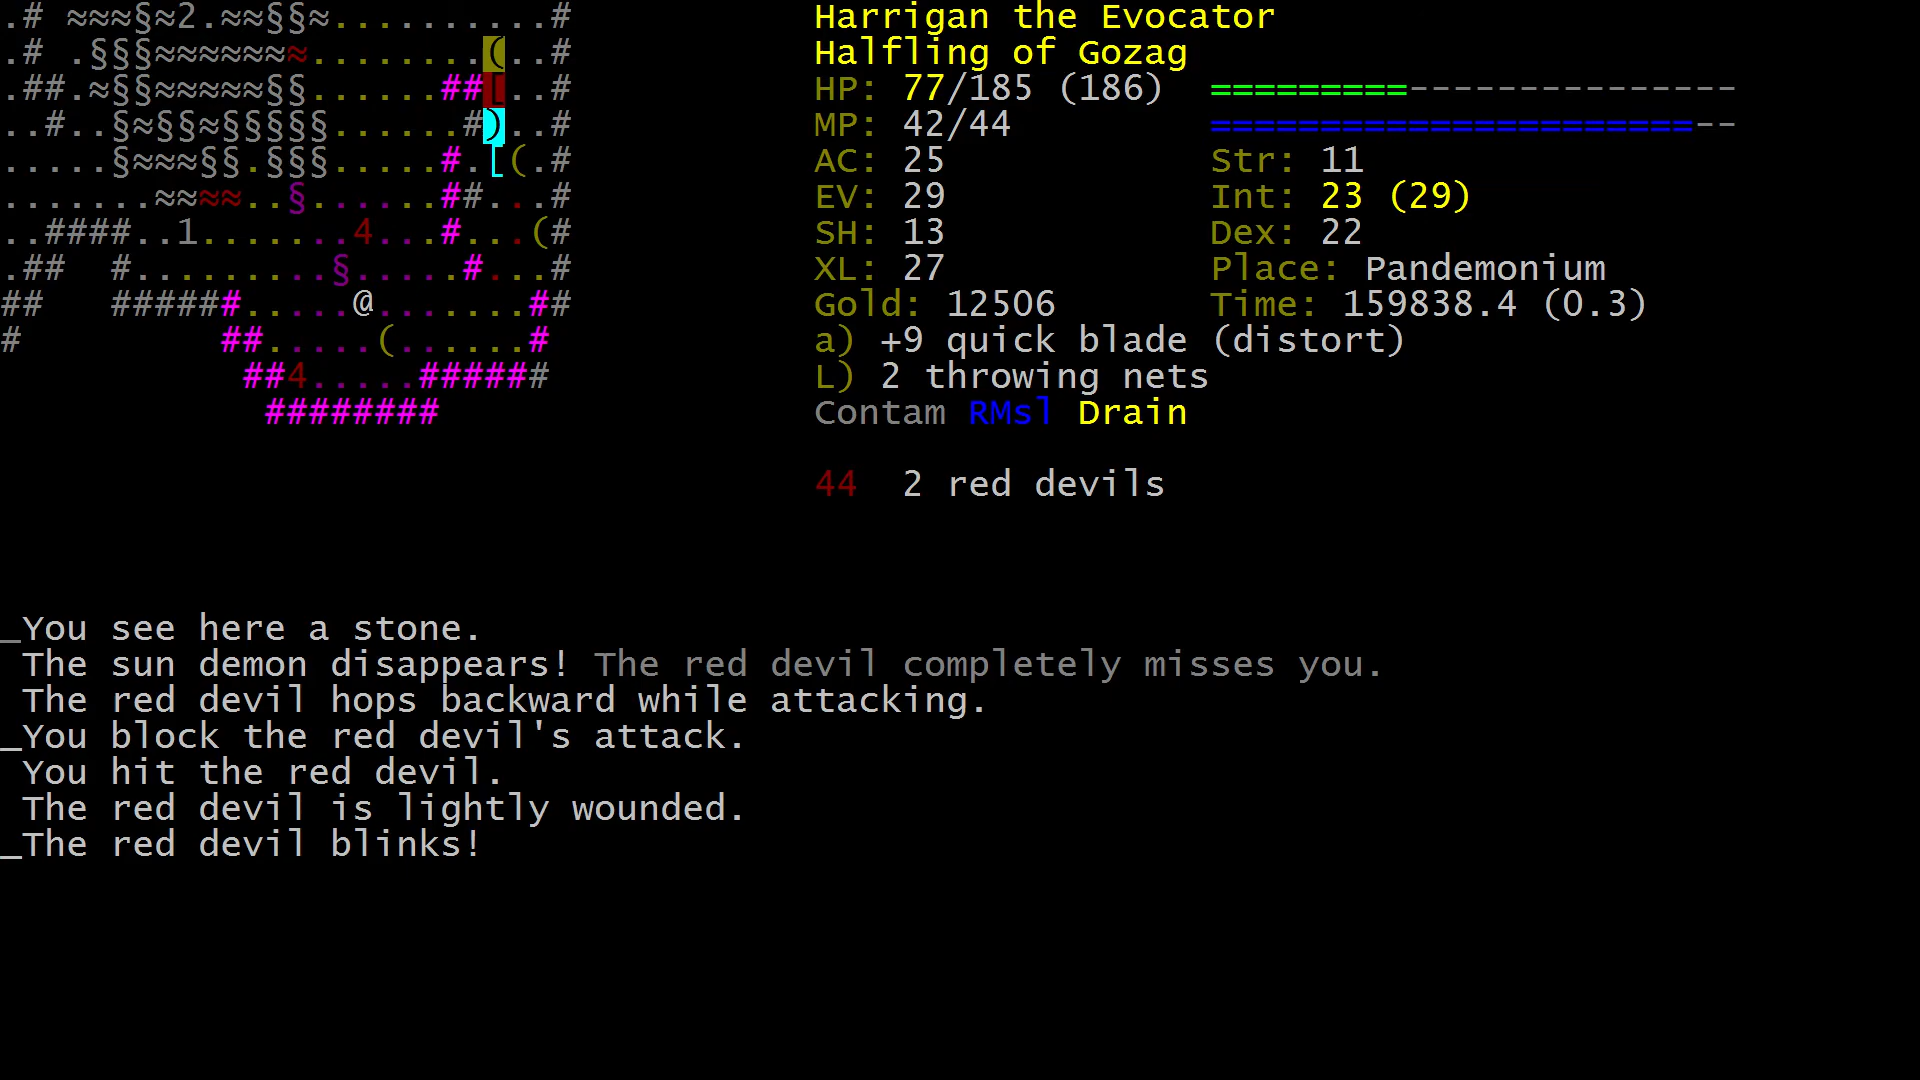 .# ≈≈≈§≈2.≈≈§§≈..........# Harrigan the Evocator
.# .§§§≈≈≈≈≈≈≈........(..# Halfling of Gozag
.##.≈§§≈≈≈≈≈§§......##[..# HP: 77/185 (186) =========---------------
..#..§≈§§≈§§§§§......#)..# MP: 42/44 ======================--
.....§≈≈≈§§.§§§.....#.[(.# AC: 25 Str: 11
.......≈≈≈≈..§......##...# EV: 29 Int: 23 (29)
..####..1.......4...#...(# SH: 13 Dex: 22
.## #.........§.....#...# XL: 27 Place: Pandemonium
## ######.....@.......## Gold: 12506 Time: 159838.4 (0.3)
# ##.....(......# a) +9 quick blade (distort)
##4.....###### L) 2 throwing nets
######## Contam RMsl Drain
44 2 red devils
_You see here a stone.
The sun demon disappears! The red devil completely misses you.
The red devil hops backward while attacking.
_You block the red devil's attack.
You hit the red devil.
The red devil is lightly wounded.
_The red devil blinks!